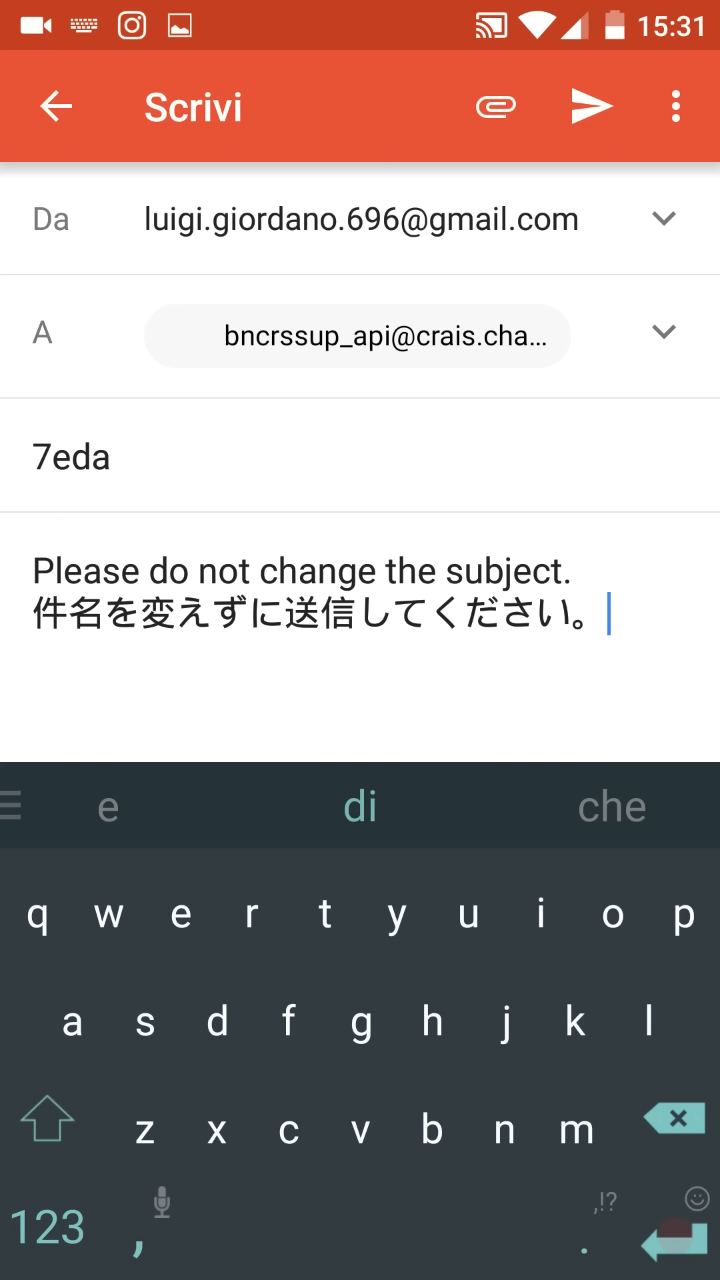 15:31
Scrivi
Da luigi.giordano.696@gmail.com
A bncrssup_api@crais.cha...
7eda
Please do not change the subject.
件名を変えずに送信してください。
e di che
q w e r t y u i o p
a s d f g h j k l
z x c v b n m
123 , . ,!?